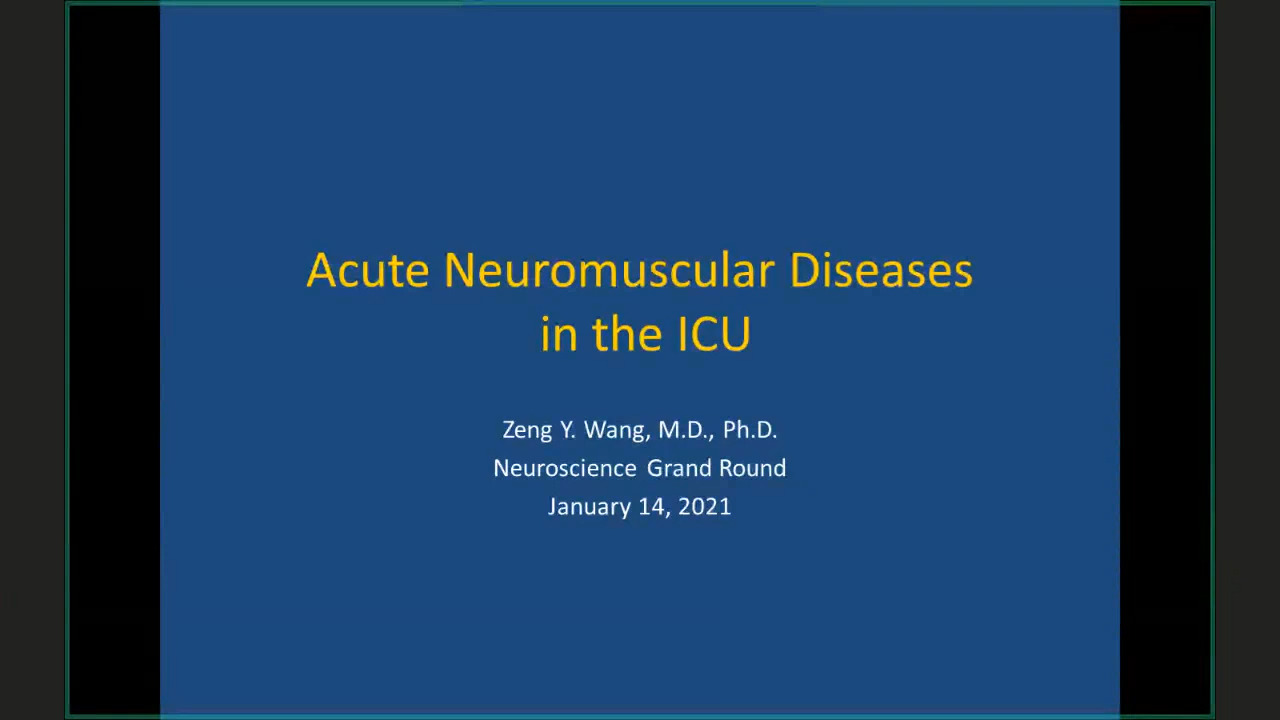 Acute Neuromuscular Diseases
in the ICU
Zeng Y. Wang, M.D., Ph.D.
Neuroscience Grand Round
January 14, 2021